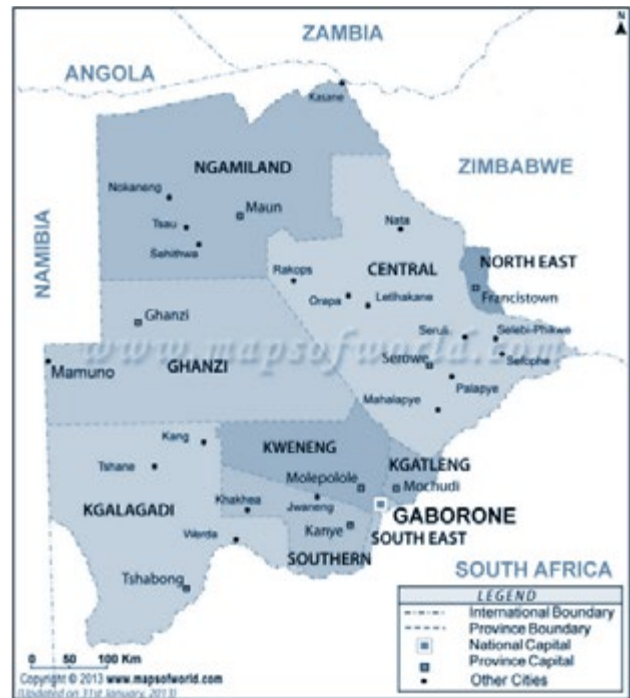 N
ZAMBIA
ANGOLA
Kasane
ZIMBABWE
NGAMILAND
Nokaneng
Maun
Tsau
Sehithwa
Nata
NAMIBIA
CENTRAL
NORTH EAST
Rakops
Orapa
Letlhakane
Francistown
Ghanzi
Seruli
Selebi-Phikwe
www.mapsofworld.com
Sefophe
Mamuno
GHANZI
Serowe
Palapye
Mahalapye
Kang
KWENENG
Tshane
KGATLENG
Molepolole
Mochudi
KGALAGADI
Khakhea
Jwaneng
GABORONE
Kanye
SOUTH EAST
Werda
SOUTHERN
Tshabong
SOUTH AFRICA
LEGEND
International Boundary
Province Boundary
National Capital
Province Capital
Other Cities
0 50 100 Km
Copyright © 2013 www.mapsofworld.com
(Updated on 31st January, 2013)